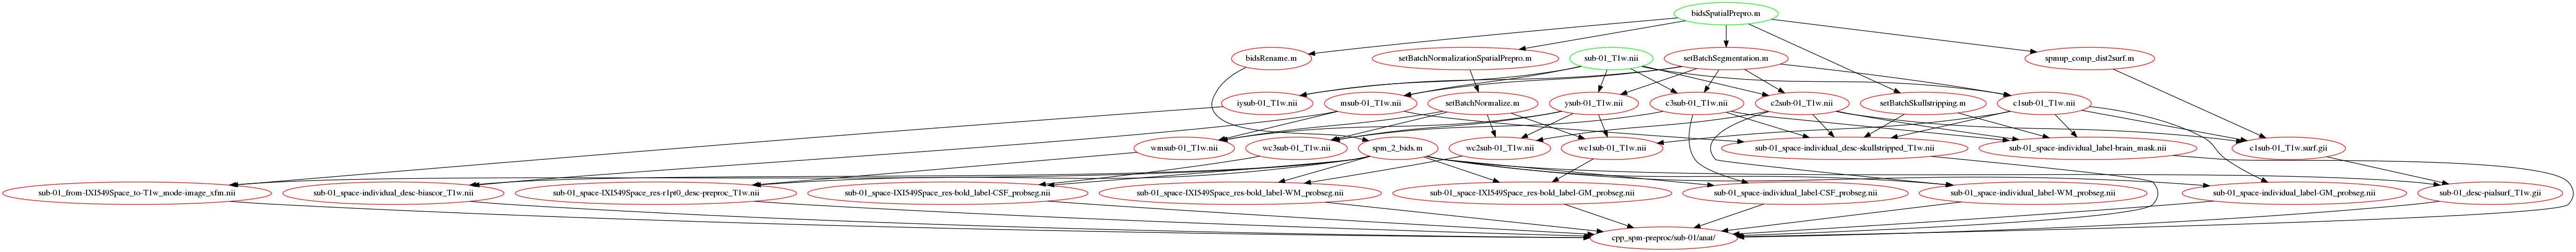 bidsSpatialPrepro.m
bidsRename.m
setBatchNormalizationSpatialPrepro.m
sub-01_T1w.nii
setBatchSegmentation.m
spmup_comp_dist2surf.m
iysub-01_T1w.nii
msub-01_T1w.nii
setBatchNormalize.m
ysub-01_T1w.nii
c3sub-01_T1w.nii
c2sub-01_T1w.nii
setBatchSkullstripping.m
c1sub-01_T1w.nii
wmsub-01_T1w.nii
wc3sub-01_T1w.nii
spm_2_bids.m
wc2sub-01_T1w.nii
wc1sub-01_T1w.nii
sub-01_space-individual_desc-skullstripped_T1w.nii
sub-01_space-individual_label-brain_mask.nii
c1sub-01_T1w.surf.gii
sub-01_from-IXI549Space_to-T1w_mode-image_xfm.nii
sub-01_space-individual_desc-biascor_T1w.nii
sub-01_space-IXI549Space_res-r1pt0_desc-preproc_T1w.nii
sub-01_space-IXI549Space_res-bold_label-CSF_probseg.nii
sub-01_space-IXI549Space_res-bold_label-WM_probseg.nii
sub-01_space-IXI549Space_res-bold_label-GM_probseg.nii
sub-01_space-individual_label-CSF_probseg.nii
sub-01_space-individual_label-WM_probseg.nii
sub-01_space-individual_label-GM_probseg.nii
sub-01_desc-pialsurf_T1w.gii
cpp_spm-preproc/sub-01/anat/